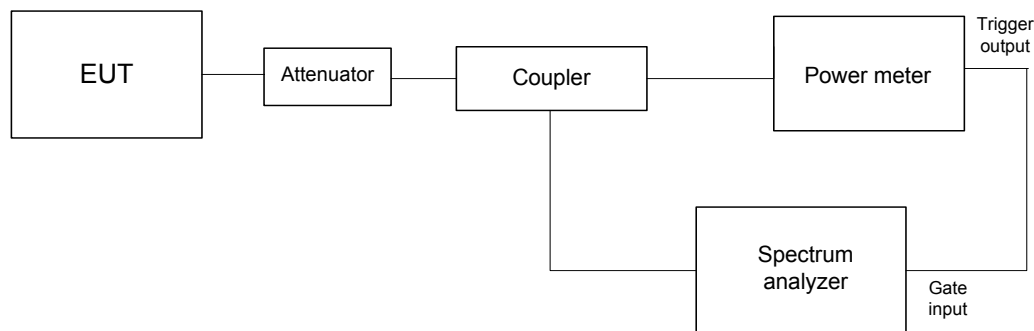 EUT
Attenuator
Coupler
Power meter
Trigger
output
Spectrum
analyzer
Gate
input